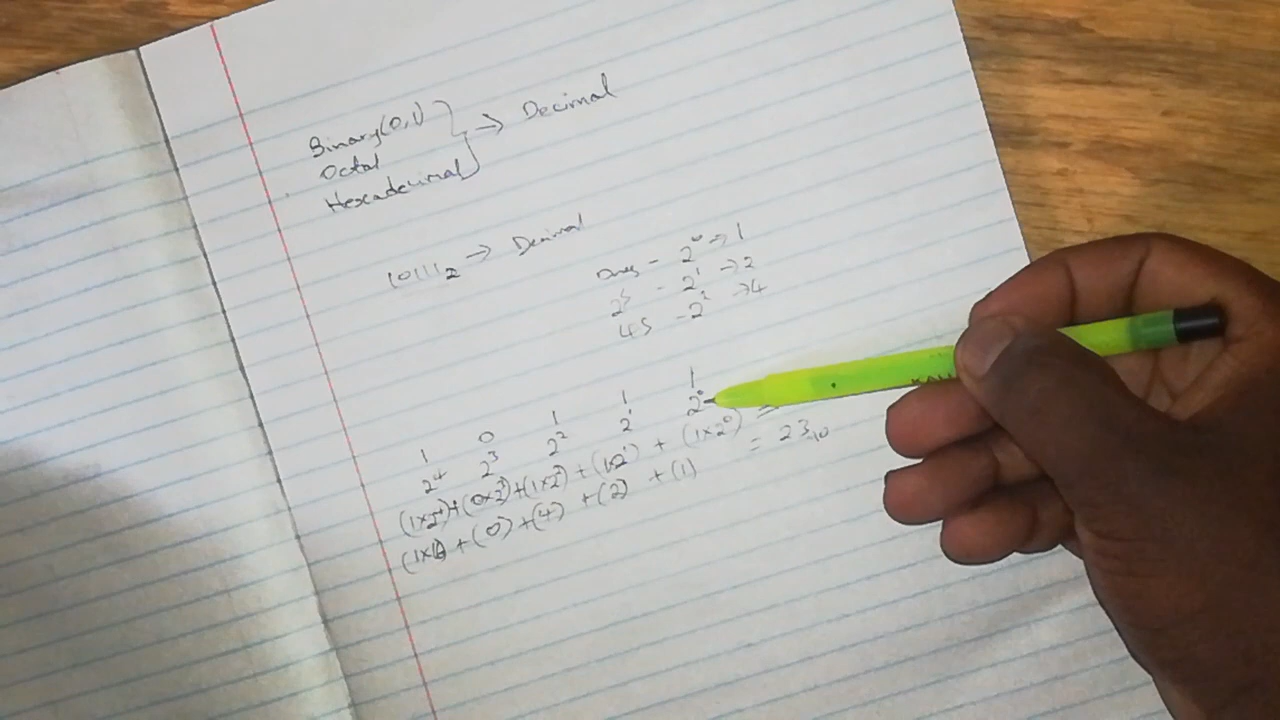 Binary(0,1) } → Decimal
Octal
Hexadecimal
10111₂ → Decimal
ones - 2⁰ → 1
2s - 2¹ → 2
4s - 2² → 4
1 0 1 1 1
2⁴ 2³ 2² 2¹ 2⁰
(1×2⁴)+(0×2³)+(1×2²)+(1×2¹)+(1×2⁰) =
(1×16)+(0)+(4)+(2)+(1) = 23₁₀